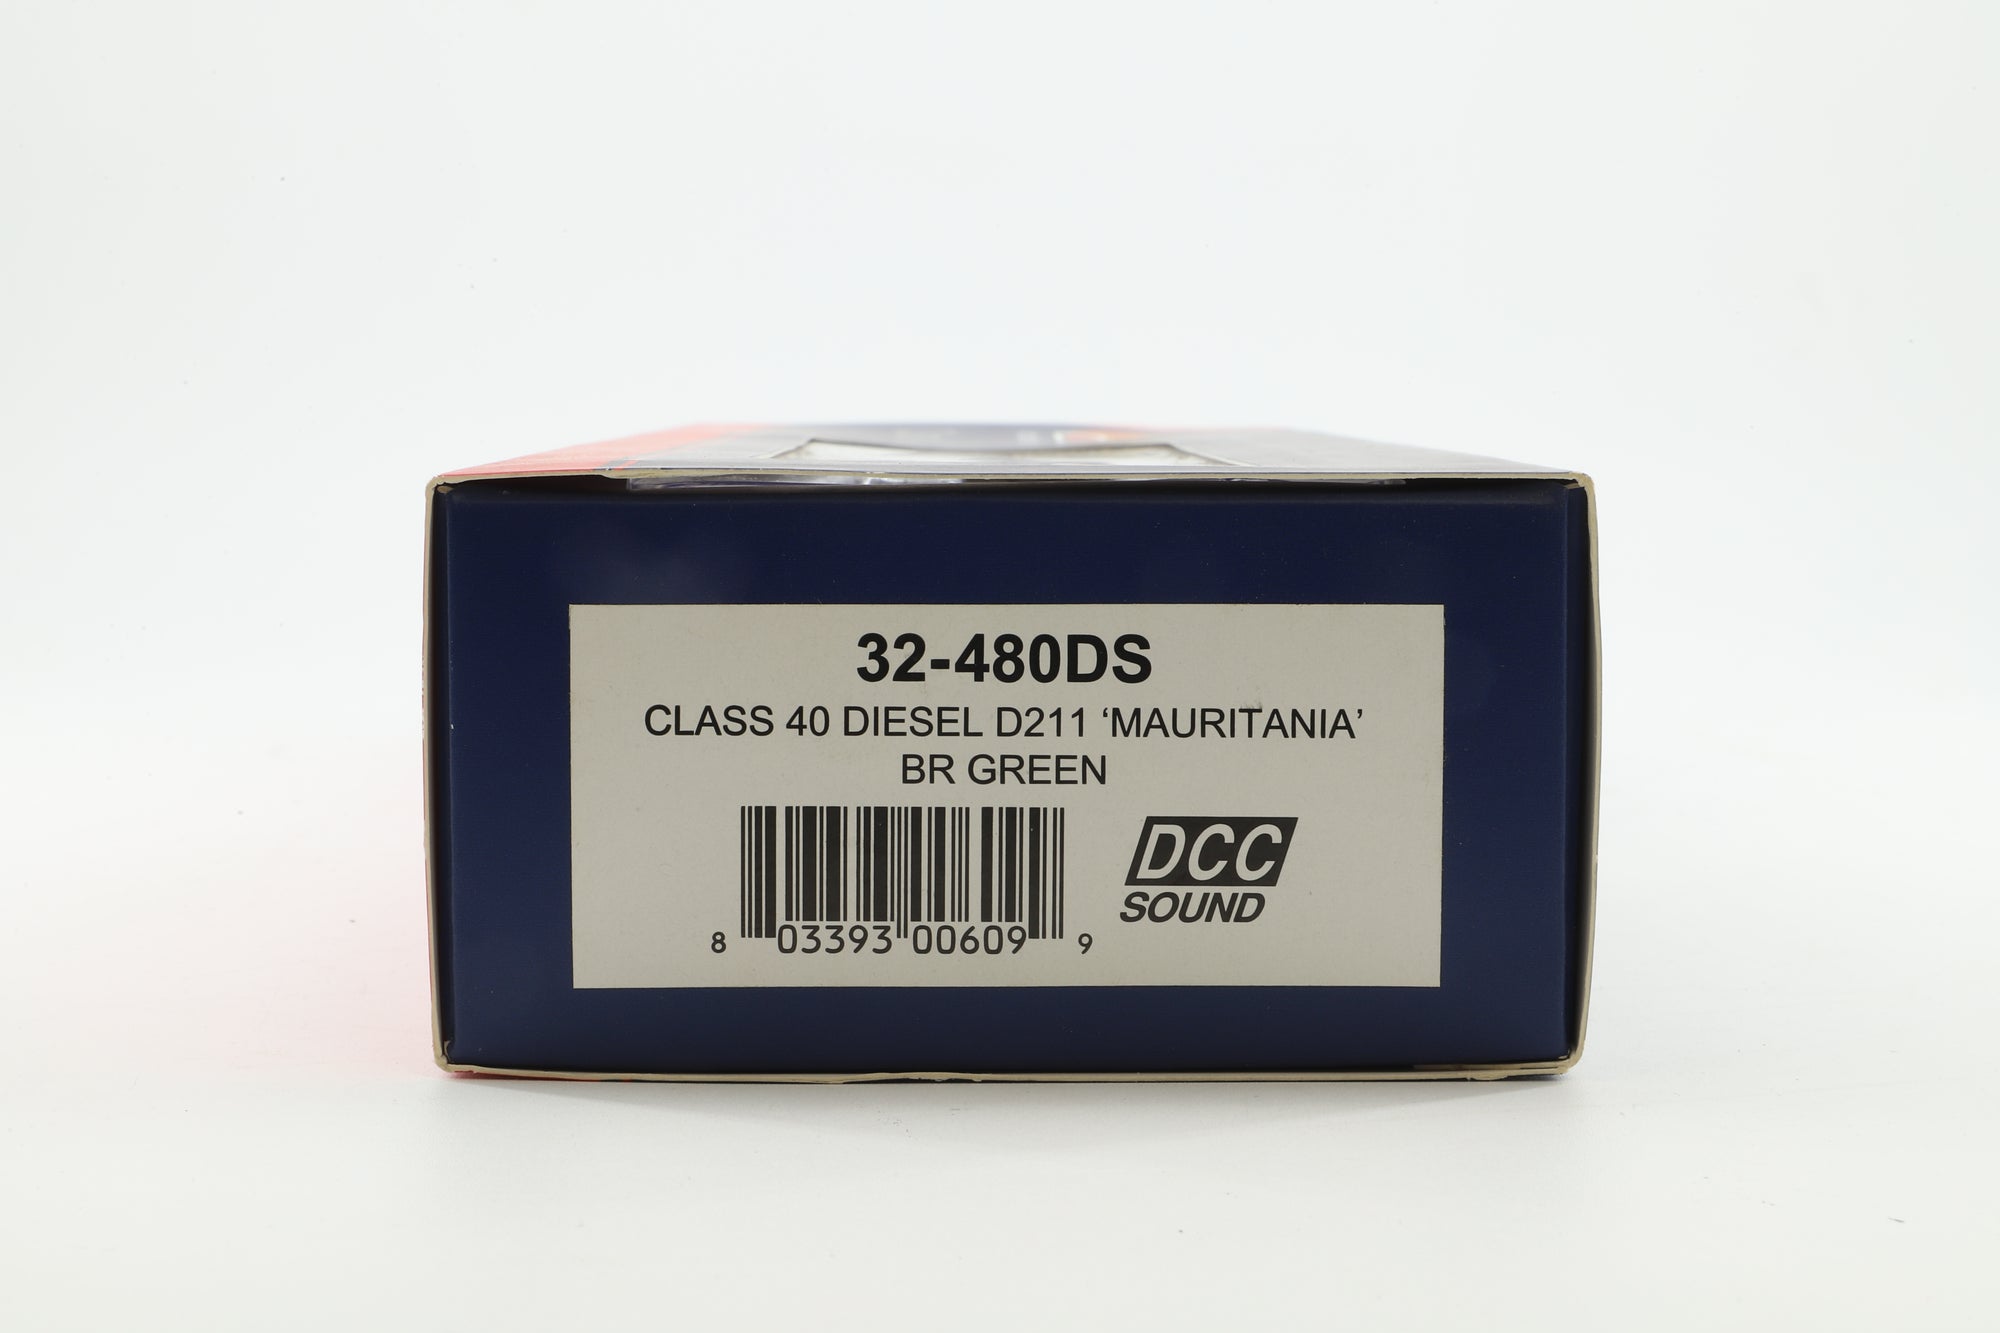 32-480DS
CLASS 40 DIESEL D211 ‘MAURITANIA’
BR GREEN
8 03393 00609 9
DCC
SOUND